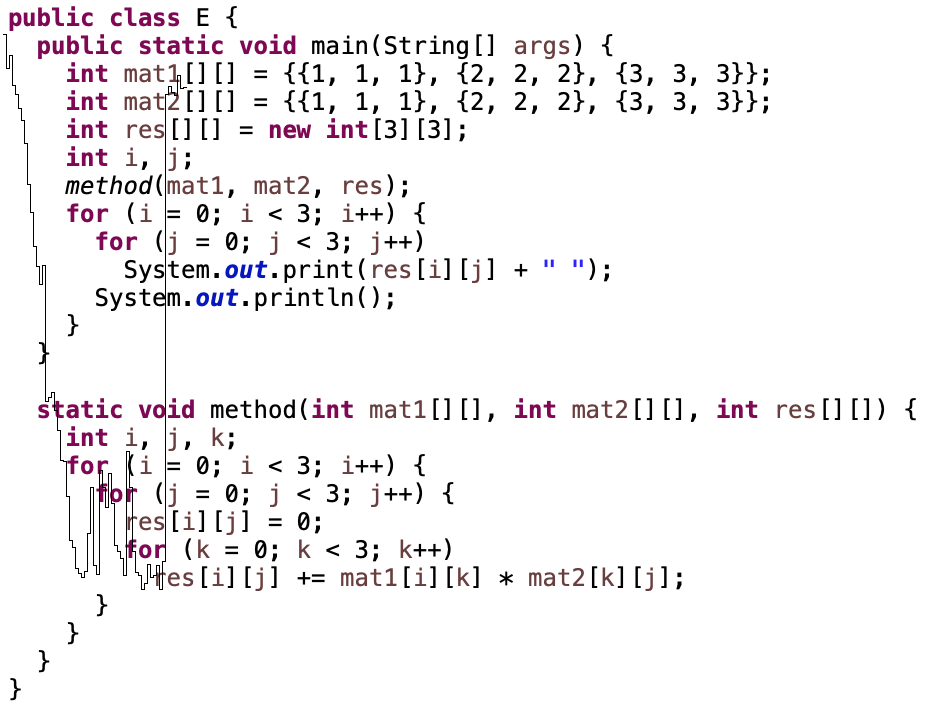 public class E {
  public static void main(String[] args) {
    int mat1[][] = {{1, 1, 1}, {2, 2, 2}, {3, 3, 3}};
    int mat2[][] = {{1, 1, 1}, {2, 2, 2}, {3, 3, 3}};
    int res[][] = new int[3][3];
    int i, j;
    method(mat1, mat2, res);
    for (i = 0; i < 3; i++) {
      for (j = 0; j < 3; j++)
        System.out.print(res[i][j] + " ");
      System.out.println();
    }
  }

  static void method(int mat1[][], int mat2[][], int res[][]) {
    int i, j, k;
    for (i = 0; i < 3; i++) {
      for (j = 0; j < 3; j++) {
        res[i][j] = 0;
        for (k = 0; k < 3; k++)
          res[i][j] += mat1[i][k] * mat2[k][j];
      }
    }
  }
}